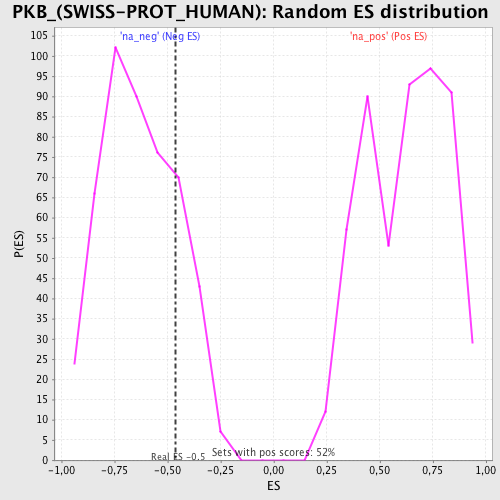 PKB_(SWISS-PROT_HUMAN): Random ES distribution
'na_neg' (Neg ES)
'na_pos' (Pos ES)
105
100
95
90
85
80
75
70
65
60
55
50
45
40
35
30
25
20
15
10
5
0
P(ES)
Real ES -0,5
Sets with pos scores: 52%
-1,00 -0,75 -0,50 -0,25 0,00 0,25 0,50 0,75 1,00
ES